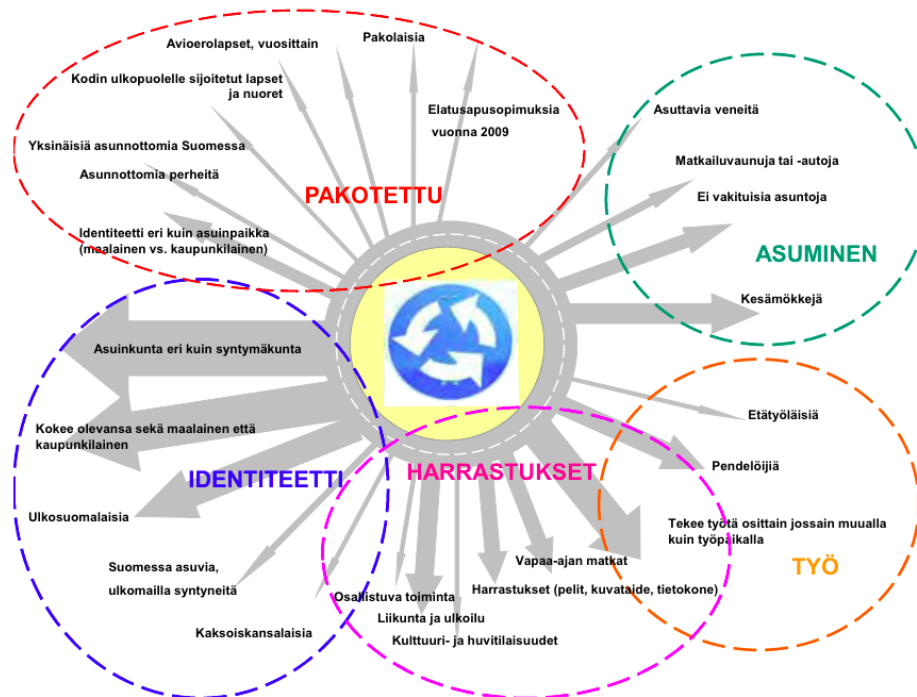 Avioerolapset, vuosittain
Pakolaisia
Kodin ulkopuolelle sijoitetut lapset
ja nuoret
Elatusapusopimuksia
vuonna 2009
Yksinäisiä asunnottomia Suomessa
Asunnottomia perheitä
PAKOTETTU
Identiteetti eri kuin asuinpaikka
(maalainen vs. kaupunkilainen)
Asuttavia veneitä
Matkailuvaunuja tai -autoja
Ei vakituisia asuntoja
ASUMINEN
Kesämökkejä
Asuinkunta eri kuin syntymäkunta
Kokee olevansa sekä maalainen että
kaupunkilainen
IDENTITEETTI
Ulkosuomalaisia
Suomessa asuvia,
ulkomailla syntyneitä
Kaksoiskansalaisia
HARRASTUKSET
Vapaa-ajan matkat
Harrastukset (pelit, kuvataide, tietokone)
Osallistuva toiminta
Liikunta ja ulkoilu
Kulttuuri- ja huvitilaisuudet
Etätyöläisiä
Pendelöijiä
Tekee työtä osittain jossain muualla
kuin työpaikalla
TYÖ